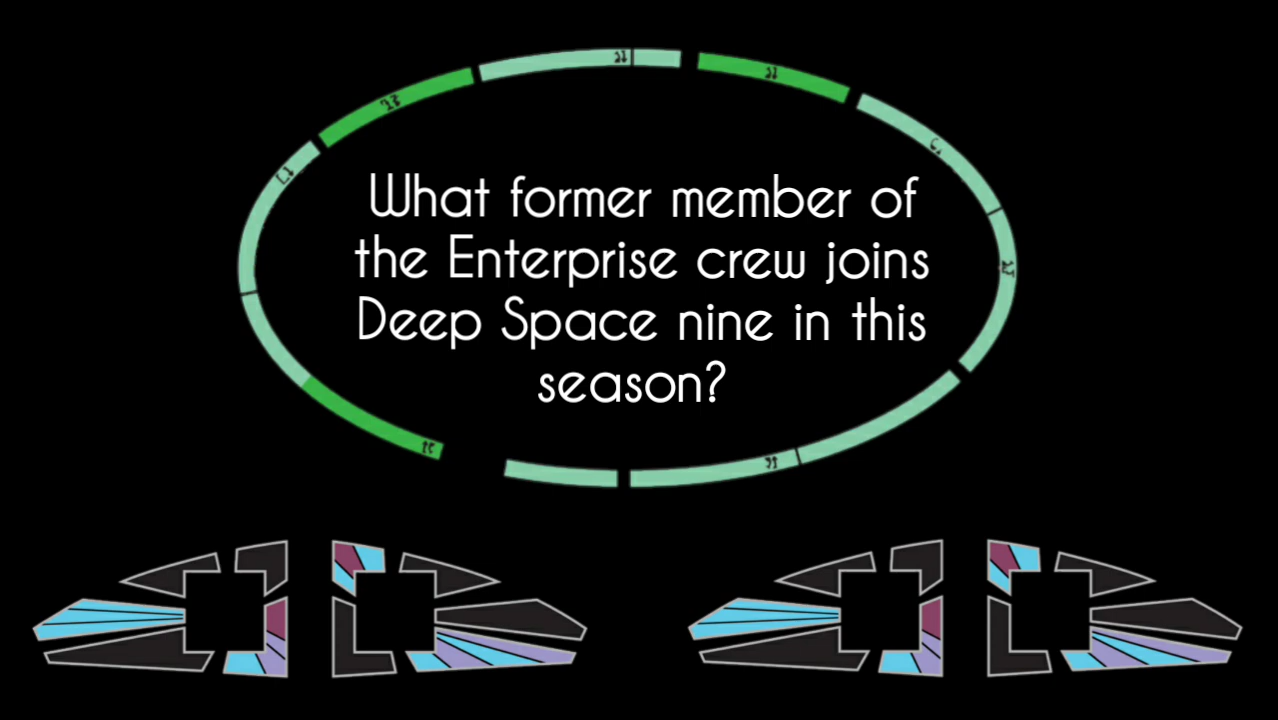 What former member of
the Enterprise crew joins
Deep Space nine in this
season?